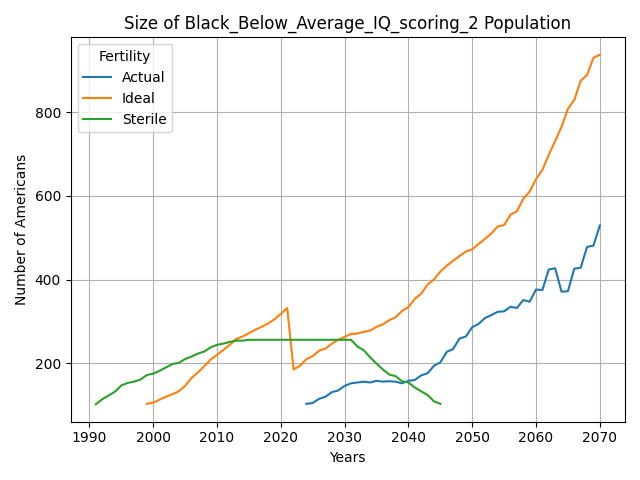 Size of Black_Below_Average_IQ_scoring_2 Population
Fertility
Actual
Ideal
Sterile
Number of Americans
800
600
400
200
1990 2000 2010 2020 2030 2040 2050 2060 2070
Years